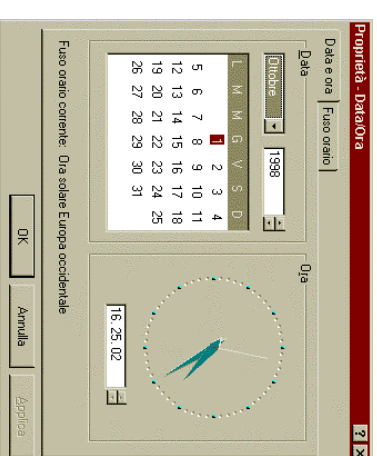 Proprietà - Data/Ora
Data e ora Fuso orario
Data
Ottobre 1998
L M M G V S D
1 2 3 4
5 6 7 8 9 10 11
12 13 14 15 16 17 18
19 20 21 22 23 24 25
26 27 28 29 30 31
Ora
16.25.02
Fuso orario corrente: Ora solare Europa occidentale
OK Annulla Applica